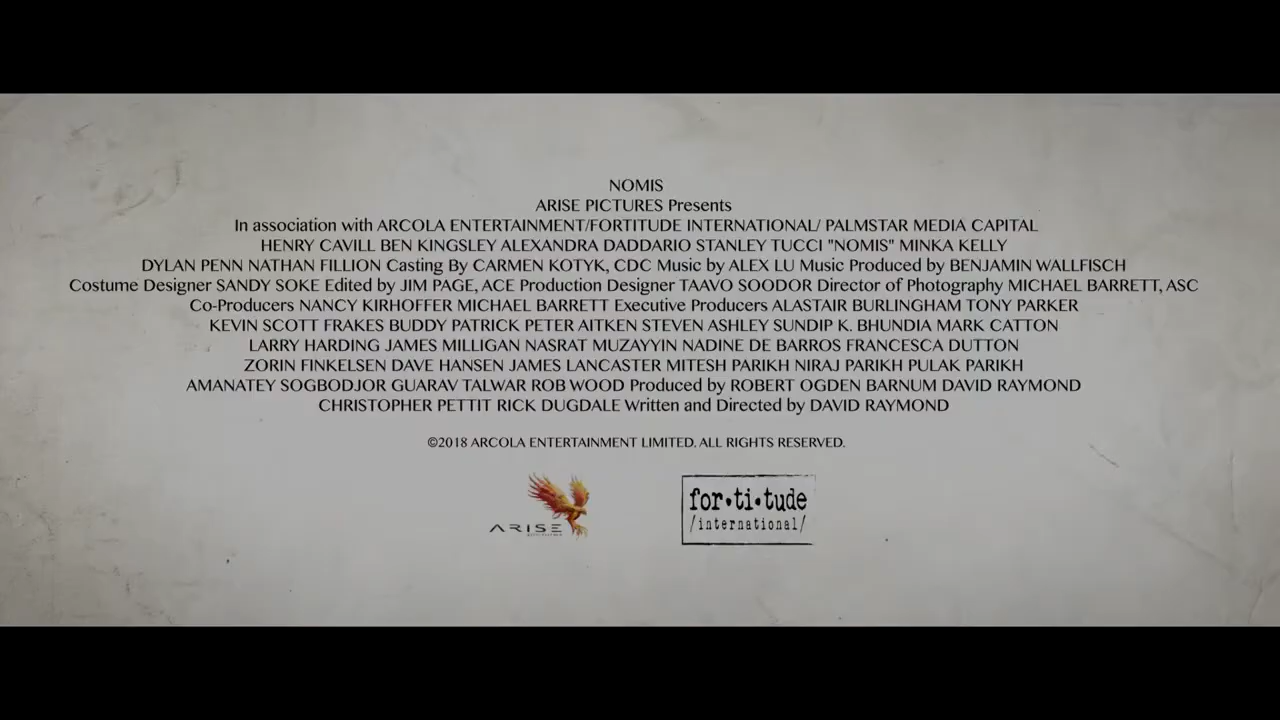 NOMIS
ARISE PICTURES Presents
In association with ARCOLA ENTERTAINMENT/FORTITUDE INTERNATIONAL/ PALMSTAR MEDIA CAPITAL
HENRY CAVILL BEN KINGSLEY ALEXANDRA DADDARIO STANLEY TUCCI "NOMIS" MINKA KELLY
DYLAN PENN NATHAN FILLION Casting By CARMEN KOTYK, CDC Music by ALEX LU Music Produced by BENJAMIN WALLFISCH
Costume Designer SANDY SOKE Edited by JIM PAGE, ACE Production Designer TAAVO SOODOR Director of Photography MICHAEL BARRETT, ASC
Co-Producers NANCY KIRHOFFER MICHAEL BARRETT Executive Producers ALASTAIR BURLINGHAM TONY PARKER
KEVIN SCOTT FRAKES BUDDY PATRICK PETER AITKEN STEVEN ASHLEY SUNDIP K. BHUNDIA MARK CATTON
LARRY HARDING JAMES MILLIGAN NASRAT MUZAYYIN NADINE DE BARROS FRANCESCA DUTTON
ZORIN FINKELSEN DAVE HANSEN JAMES LANCASTER MITESH PARIKH NIRAJ PARIKH PULAK PARIKH
AMANATEY SOGBODJOR GUARAV TALWAR ROB WOOD Produced by ROBERT OGDEN BARNUM DAVID RAYMOND
CHRISTOPHER PETTIT RICK DUGDALE Written and Directed by DAVID RAYMOND
©2018 ARCOLA ENTERTAINMENT LIMITED. ALL RIGHTS RESERVED.
ARISE
for•ti•tude
/international/